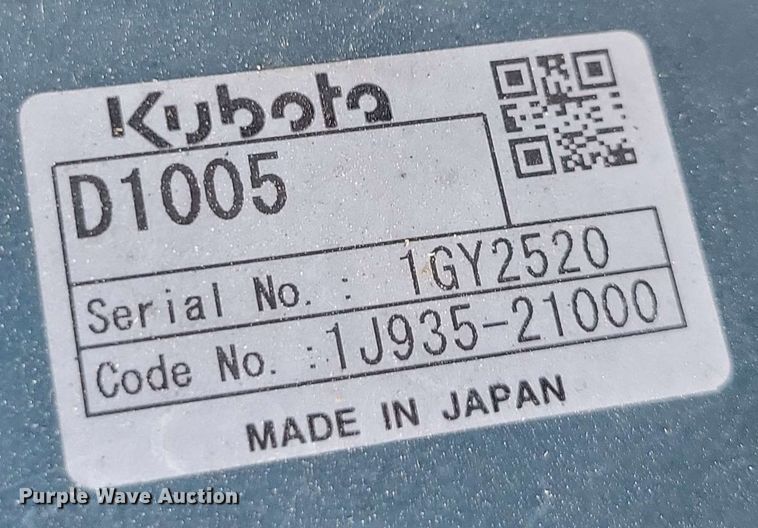 Kubota
D1005
Serial No. : 1GY2520
Code No. :1J935-21000
MADE IN JAPAN
Purple Wave Auction